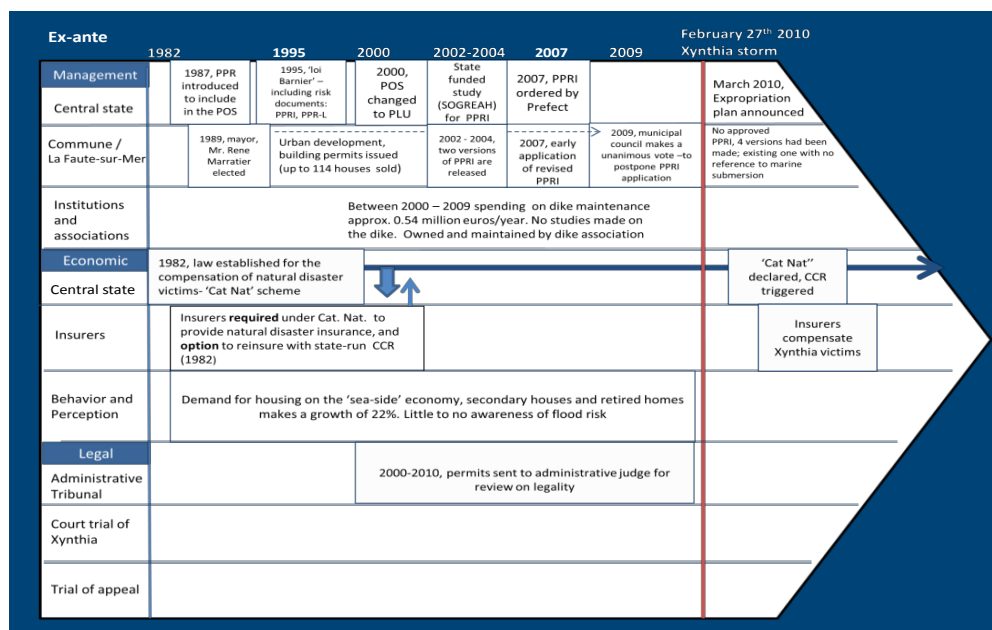 Ex-ante
1982
1995
2000
2002-2004
2007
2009
February 27th 2010
Xynthia storm
Management
Central state
1987, PPR
introduced
to include
in the POS
1995, 'loi
Barnier' –
including risk
documents:
PPRI, PPR-L
2000,
POS
changed
to PLU
State
funded
study
(SOGREAH)
for PPRI
2007, PPRI
ordered by
Prefect
March 2010,
Expropriation
plan announced
Commune /
La Faute-sur-Mer
1989, mayor,
Mr. Rene
Marratier
elected
Urban development,
building permits issued
(up to 114 houses sold)
2002 - 2004,
two versions
of PPRI are
released
2007, early
application
of revised
PPRI
2009, municipal
council makes a
unanimous vote –to
postpone PPRI
application
No approved
PPRI, 4 versions had been
made; existing one with no
reference to marine
submersion
Institutions
and
associations
Between 2000 – 2009 spending on dike maintenance
approx. 0.54 million euros/year. No studies made on
the dike. Owned and maintained by dike association
Economic
Central state
1982, law established for the
compensation of natural disaster
victims- 'Cat Nat' scheme
'Cat Nat''
declared, CCR
triggered
Insurers
Insurers required under Cat. Nat. to
provide natural disaster insurance, and
option to reinsure with state-run CCR
(1982)
Insurers
compensate
Xynthia victims
Behavior and
Perception
Demand for housing on the 'sea-side' economy, secondary houses and retired homes
makes a growth of 22%. Little to no awareness of flood risk
Legal
Administrative
Tribunal
2000-2010, permits sent to administrative judge for
review on legality
Court trial of
Xynthia
Trial of appeal